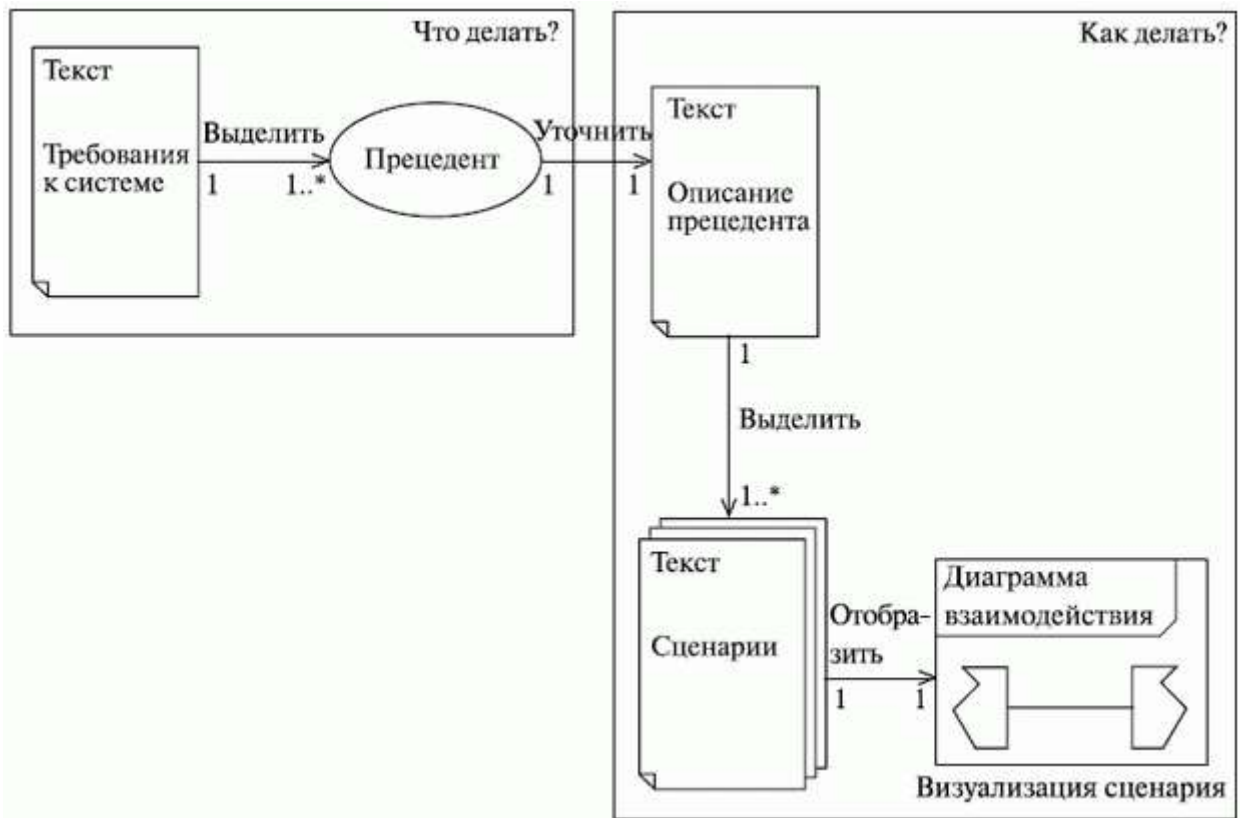 Что делать?
Текст
Требования
к системе
Выделить
1
1..*
Прецедент
Уточнить
1
1
Как делать?
Текст
Описание
прецедента
1
Выделить
1..*
Текст
Сценарии
Отобра-
зить
1
1
Диаграмма
взаимодействия
Визуализация сценария